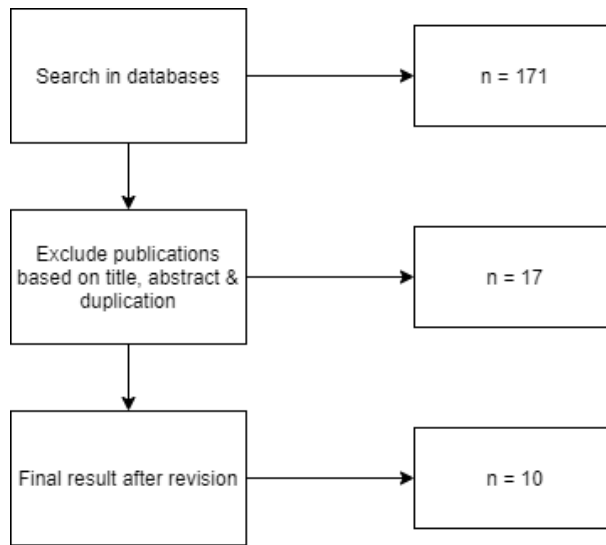 Search in databases
n = 171
Exclude publications
based on title, abstract &
duplication
n = 17
Final result after revision
n = 10